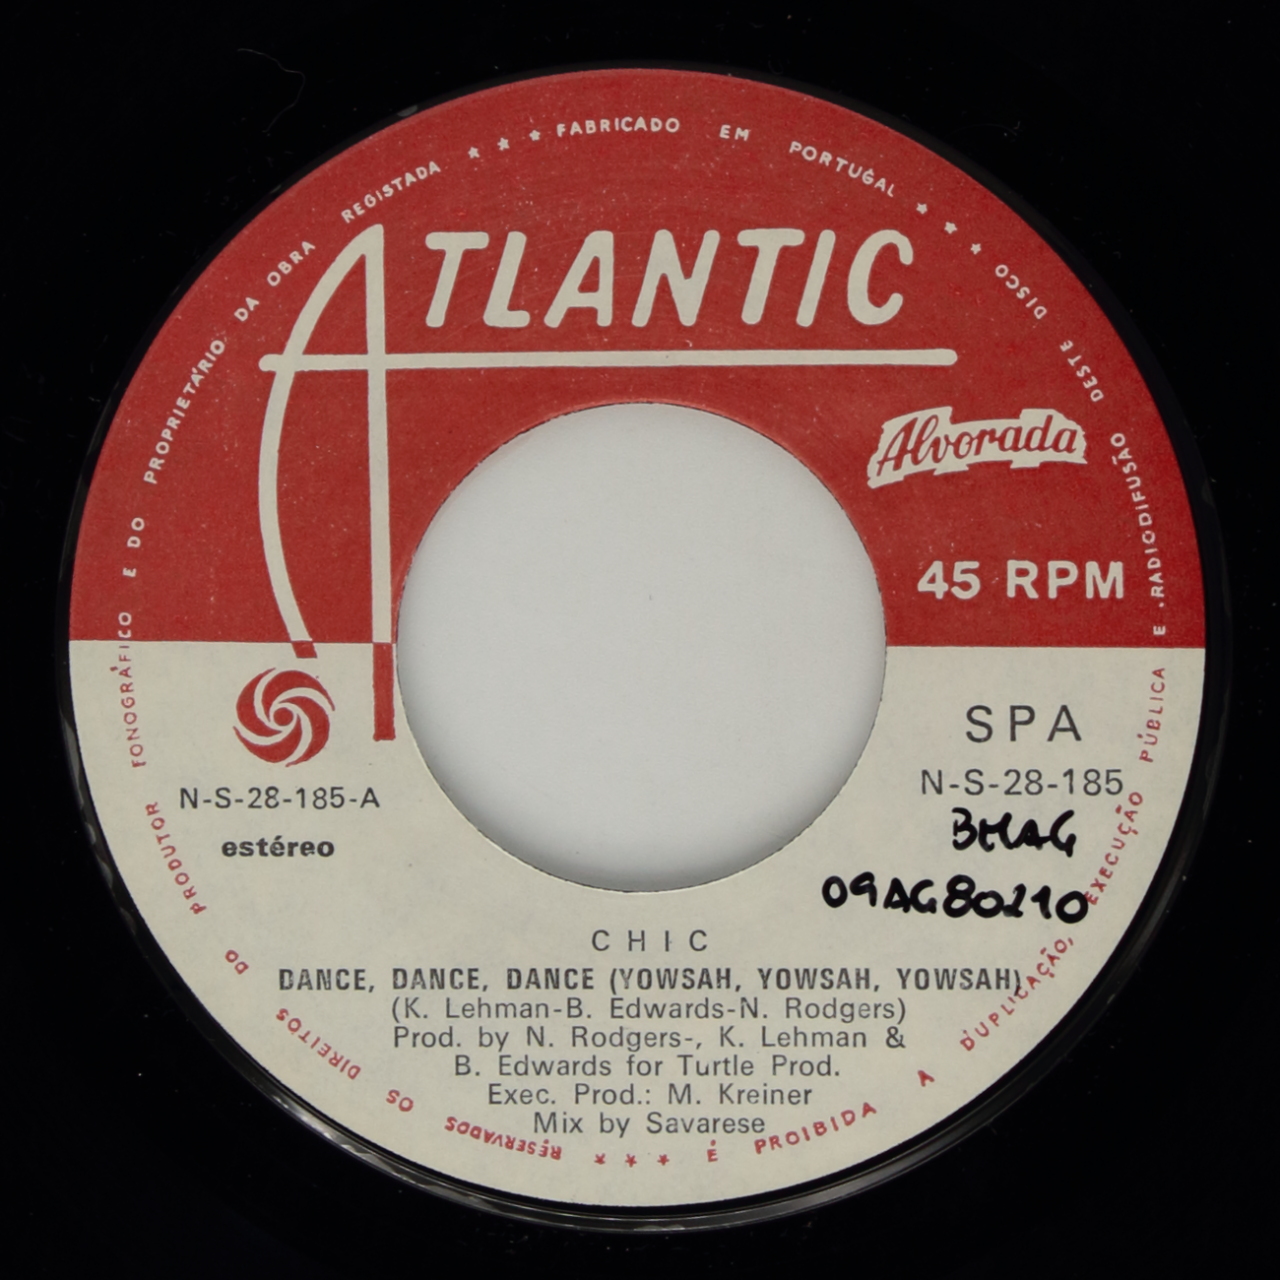 RESERVADOS OS DIREITOS DO PRODUTOR FONOGRÁFICO E DO PROPRIETÁRIO DA OBRA REGISTADA * * * FABRICADO EM PORTUGAL * * *
DISCO DESTE E RADIODIFUSÃO PÚBLICA EXECUÇÃO DUPLICAÇÃO, A PROIBIDA É * * *
ATLANTIC
Alvorada
45 RPM
SPA
N-S-28-185
N-S-28-185-A
estéreo
09AG80210
CHIC
DANCE, DANCE, DANCE (YOWSAH, YOWSAH, YOWSAH)
(K. Lehman-B. Edwards-N. Rodgers)
Prod. by N. Rodgers-, K. Lehman &
B. Edwards for Turtle Prod.
Exec. Prod.: M. Kreiner
Mix by Savarese